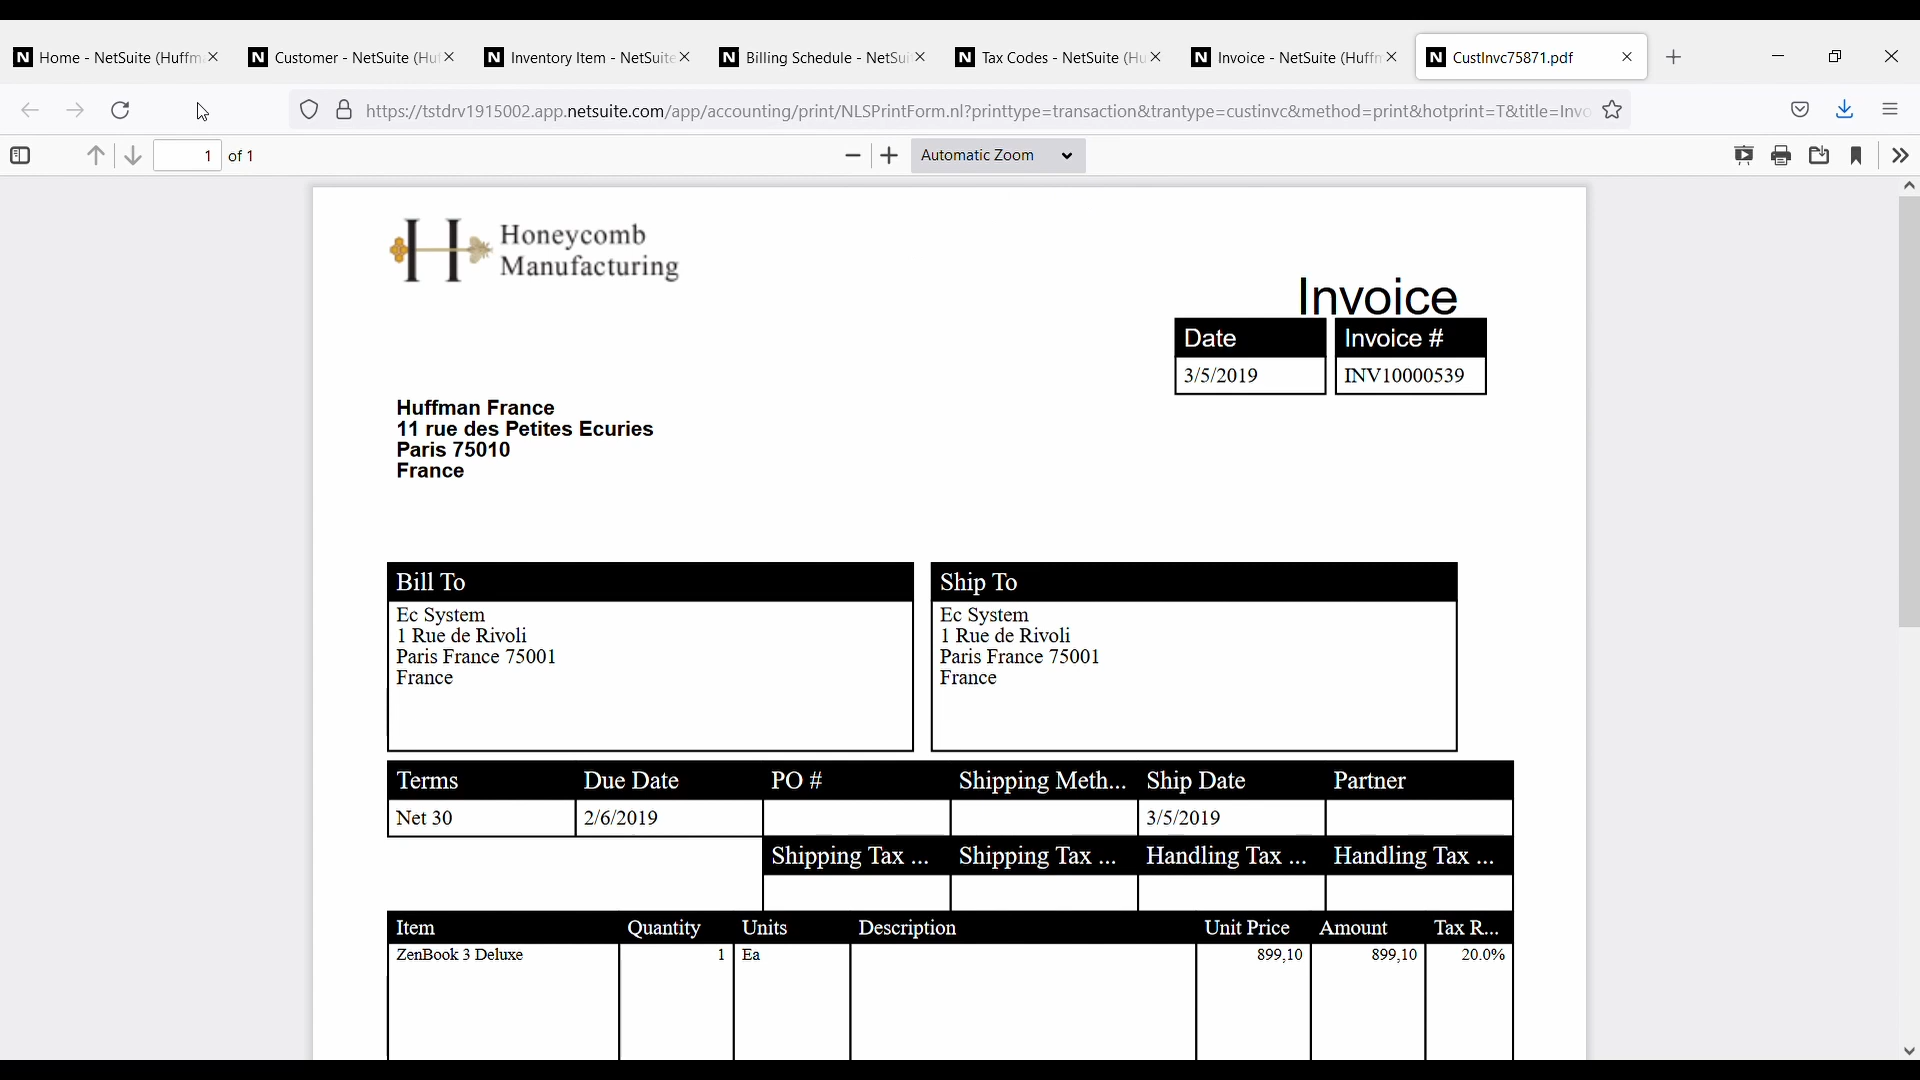 Home - NetSuite (Huffm
Customer - NetSuite (Huf
Inventory Item - NetSuite
Billing Schedule - NetSui
Tax Codes - NetSuite (Hu
Invoice - NetSuite (Huffm
CustInvc75871.pdf
https://tstdrv1915002.app.netsuite.com/app/accounting/print/NLSPrintForm.nl?printtype=transaction&trantype=custinvc&method=print&hotprint=T&title=Invo
1 of 1
Automatic Zoom
Honeycomb
Manufacturing
Invoice
Date Invoice #
3/5/2019 INV10000539
Huffman France
11 rue des Petites Ecuries
Paris 75010
France
Bill To
Ec System
1 Rue de Rivoli
Paris France 75001
France
Ship To
Ec System
1 Rue de Rivoli
Paris France 75001
France
Terms Due Date PO # Shipping Meth... Ship Date Partner
Net 30 2/6/2019 3/5/2019
Shipping Tax ... Shipping Tax ... Handling Tax ... Handling Tax ...
Item Quantity Units Description Unit Price Amount Tax R...
ZenBook 3 Deluxe 1 Ea 899,10 899,10 20.0%